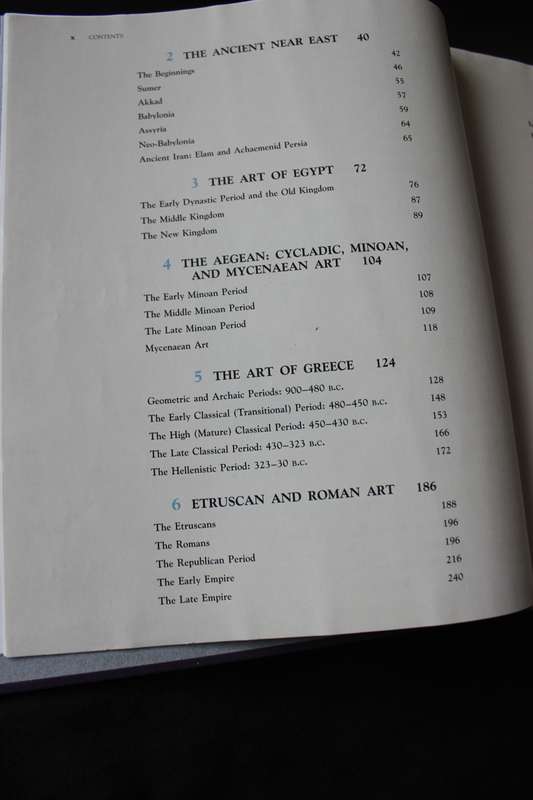 x CONTENTS
2 THE ANCIENT NEAR EAST 40
The Beginnings 42
Sumer 46
Akkad 55
Babylonia 57
Assyria 59
Neo-Babylonia 64
Ancient Iran: Elam and Achaemenid Persia 65
3 THE ART OF EGYPT 72
The Early Dynastic Period and the Old Kingdom 76
The Middle Kingdom 87
The New Kingdom 89
4 THE AEGEAN: CYCLADIC, MINOAN,
AND MYCENAEAN ART 104
The Early Minoan Period 107
The Middle Minoan Period 108
The Late Minoan Period 109
Mycenaean Art 118
5 THE ART OF GREECE 124
Geometric and Archaic Periods: 900–480 B.C. 128
The Early Classical (Transitional) Period: 480–450 B.C. 148
The High (Mature) Classical Period: 450–430 B.C. 153
The Late Classical Period: 430–323 B.C. 166
The Hellenistic Period: 323–30 B.C. 172
6 ETRUSCAN AND ROMAN ART 186
The Etruscans 188
The Romans 196
The Republican Period 196
The Early Empire 216
The Late Empire 240